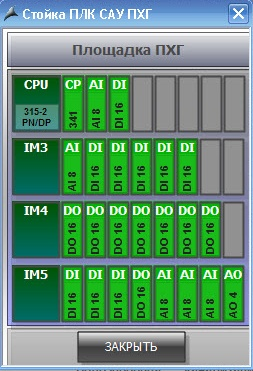 Стойка ПЛК САУ ПХГ
Площадка ПХГ
CPU CP AI DI
315-2 PN/DP 341 AI 8 DI 16
IM3 AI DI DI DI DI DI
AI 8 DI 16 DI 16 DI 16 DI 16 DI 16
IM4 DO DO DO DO DO DO DO
DO 16 DO 16 DO 16 DO 16 DO 16 DO 16 DO 16
IM5 DI DI DI DO AI AI AI AO
DI 16 DI 16 DI 16 DO 16 AI 8 AI 8 AI 8 AO 4
ЗАКРЫТЬ